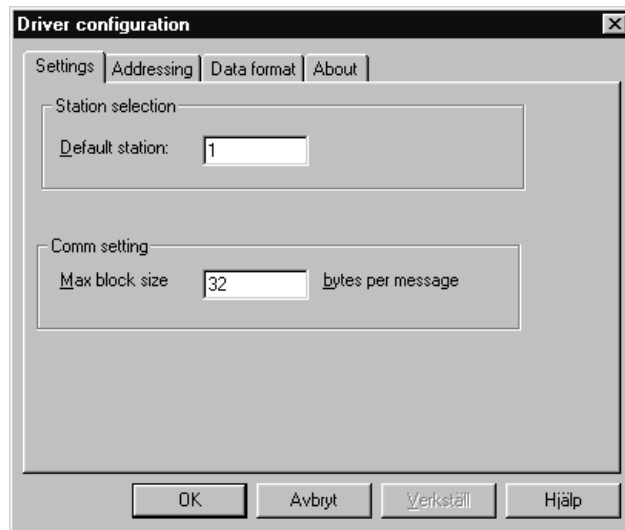 Driver configuration
Settings Addressing Data format About
Station selection
Default station: 1
Comm setting
Max block size 32 bytes per message
OK Avbryt Verkställ Hjälp